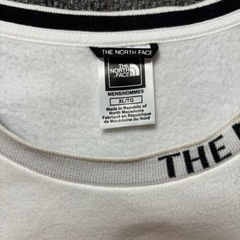 THE NORTH FACE
THE
NORTH
FACE
MENS/HOMMES
XL/TG
Made in Republic of North
Macedonia
Fabriqué en République
de Macédoine du Nord
THE